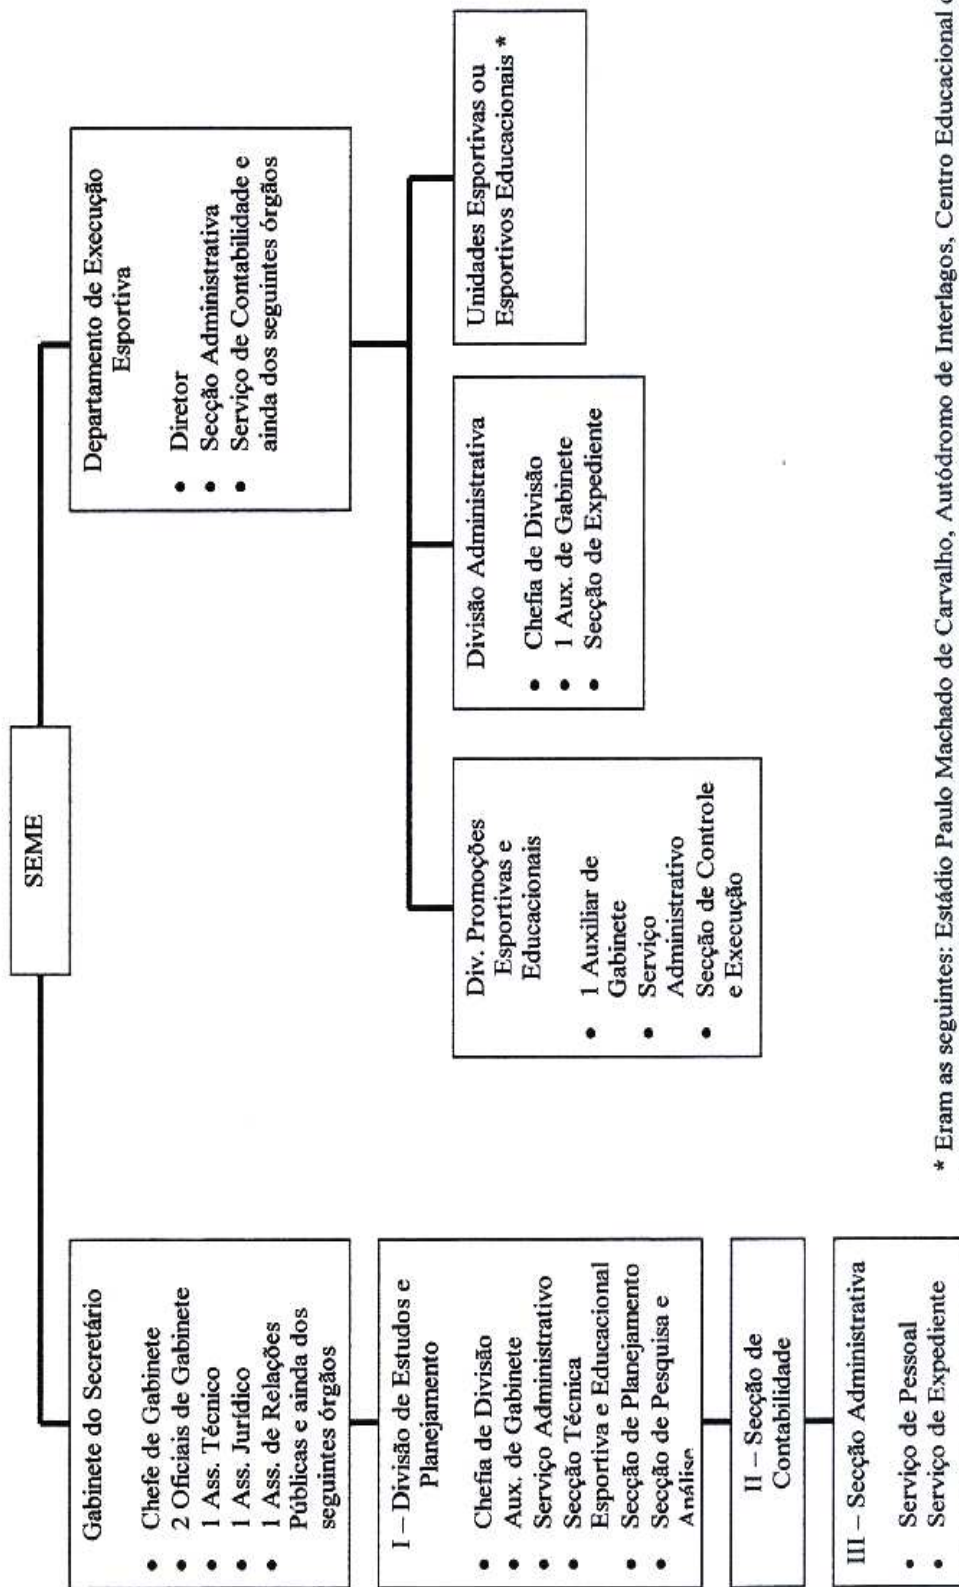 SEME
Gabinete do Secretário
• Chefe de Gabinete
• 2 Oficiais de Gabinete
• 1 Ass. Técnico
• 1 Ass. Jurídico
• 1 Ass. de Relações
Públicas e ainda dos
seguintes órgãos
I – Divisão de Estudos e
Planejamento
• Chefia de Divisão
• Aux. de Gabinete
• Serviço Administrativo
• Secção Técnica
Esportiva e Educacional
• Secção de Planejamento
• Secção de Pesquisa e
Análise
II – Secção de
Contabilidade
III – Secção Administrativa
• Serviço de Pessoal
• Serviço de Expediente
Departamento de Execução
Esportiva
• Diretor
• Secção Administrativa
• Serviço de Contabilidade e
ainda dos seguintes órgãos
Div. Promoções
Esportivas e
Educacionais
• 1 Auxiliar de
Gabinete
• Serviço
Administrativo
• Secção de Controle
e Execução
Divisão Administrativa
• Chefia de Divisão
• 1 Aux. de Gabinete
• Secção de Expediente
Unidades Esportivas ou
Esportivos Educacionais *
* Eram as seguintes: Estádio Paulo Machado de Carvalho, Autódromo de Interlagos, Centro Educacional